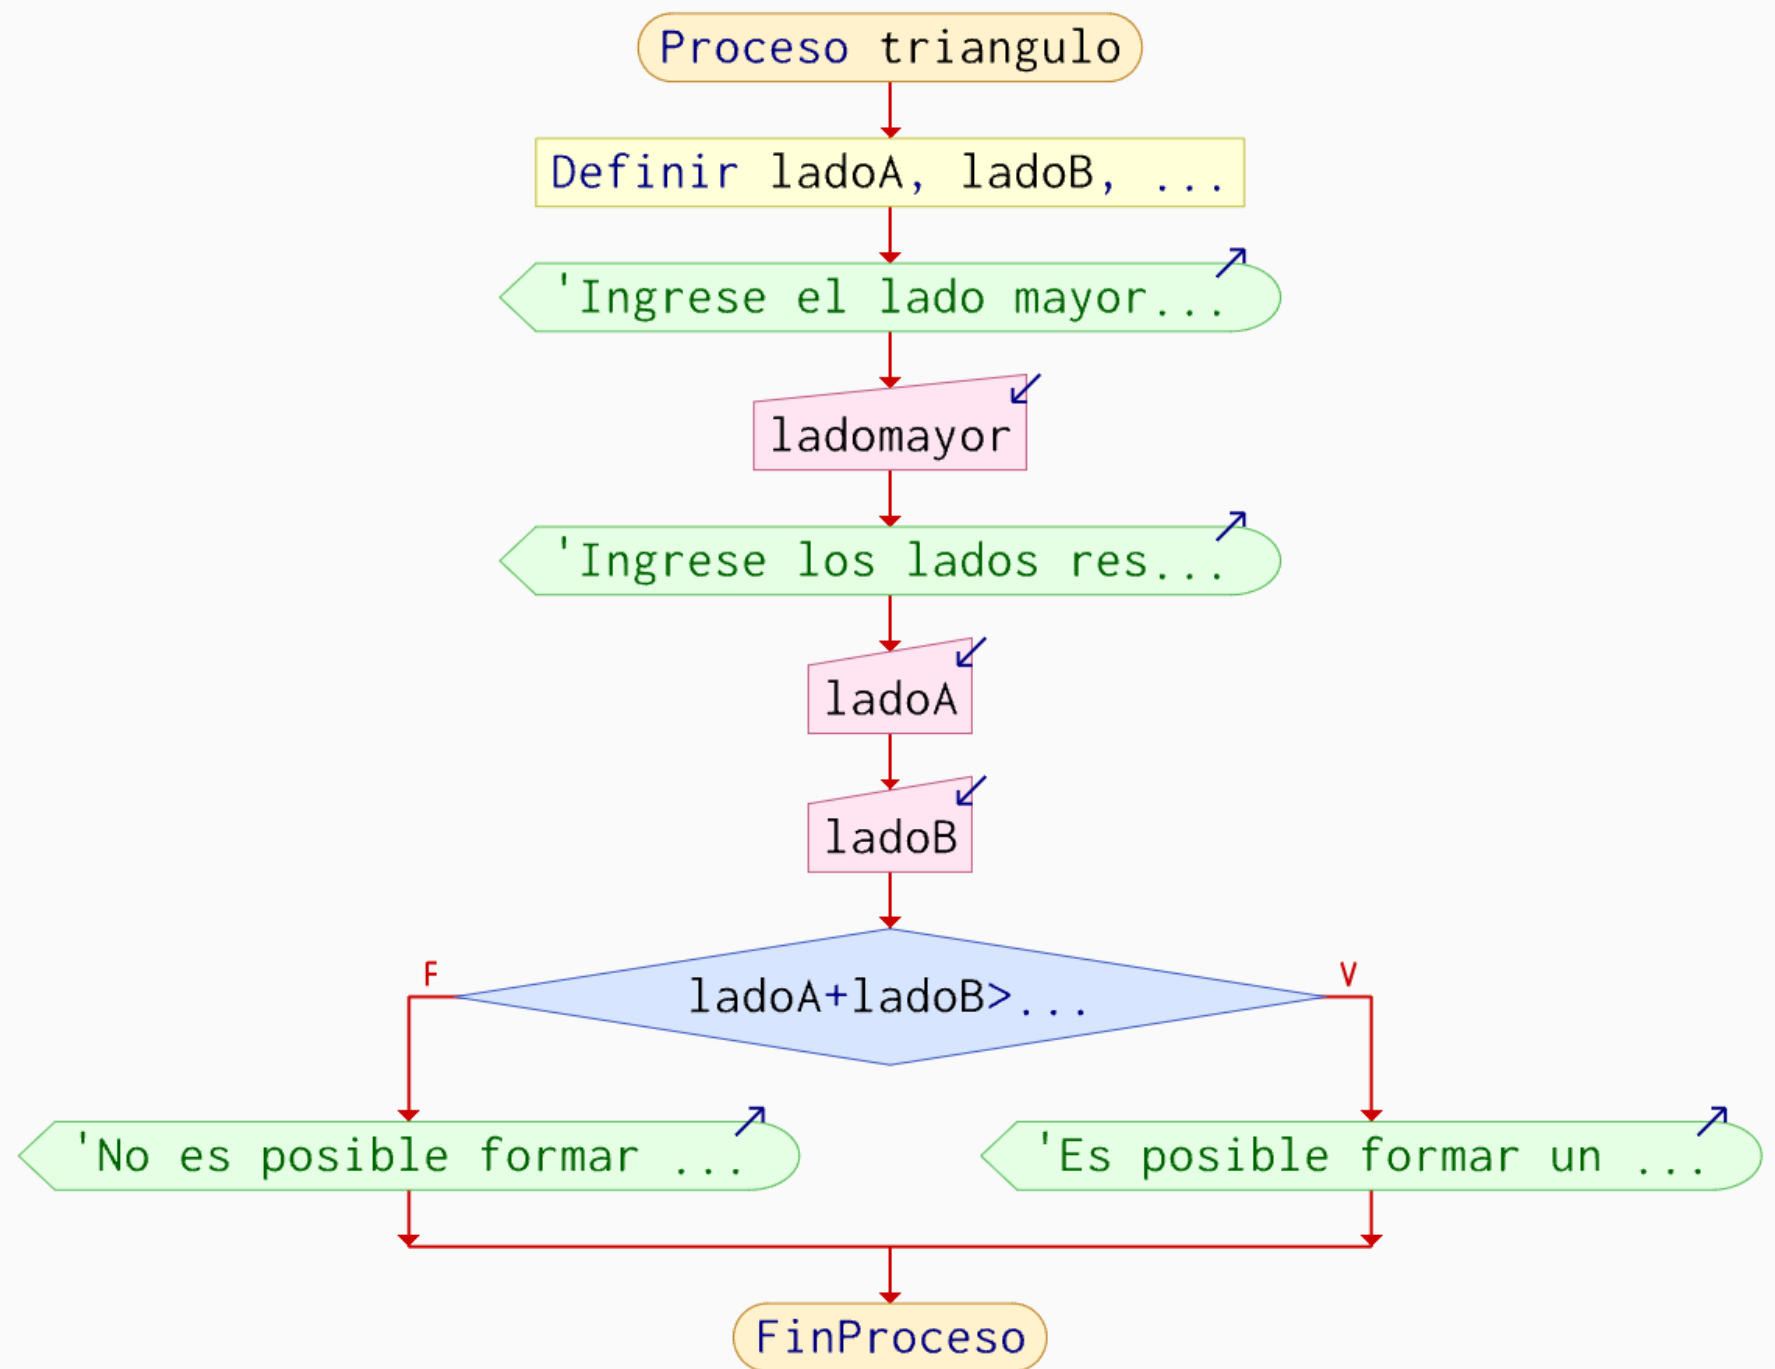 Proceso triangulo
Definir ladoA, ladoB, ...
'Ingrese el lado mayor...
ladomayor
'Ingrese los lados res...
ladoA
ladoB
ladoA+ladoB>...
F
V
'No es posible formar ...
'Es posible formar un ...
FinProceso